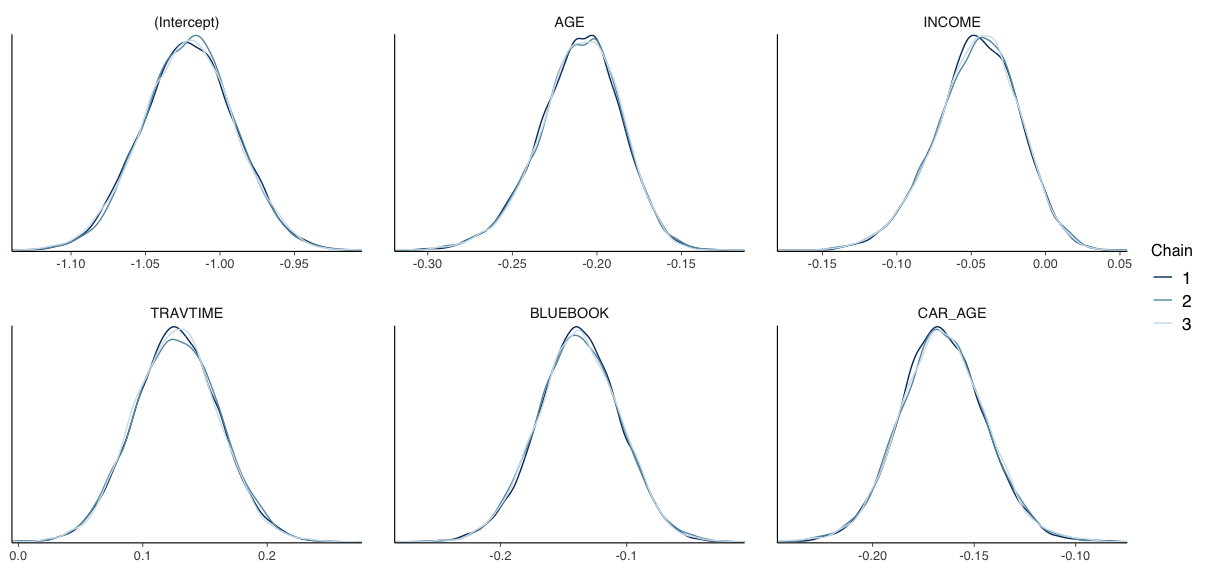 (Intercept)
AGE
INCOME
-1.10 -1.05 -1.00 -0.95
-0.30 -0.25 -0.20 -0.15
-0.15 -0.10 -0.05 0.00 0.05
Chain
1
2
3
TRAVTIME
BLUEBOOK
CAR_AGE
0.0 0.1 0.2
-0.2 -0.1
-0.20 -0.15 -0.10